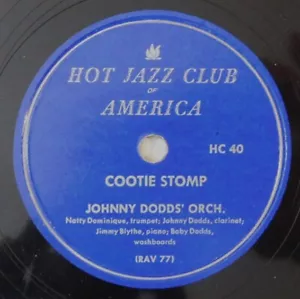 HOT JAZZ CLUB
OF
AMERICA
HC 40
COOTIE STOMP
JOHNNY DODDS' ORCH.
Natty Dominique, trumpet; Johnny Dodds, clarinet;
Jimmy Blythe, piano; Baby Dodds,
washboards
(RAV 77)